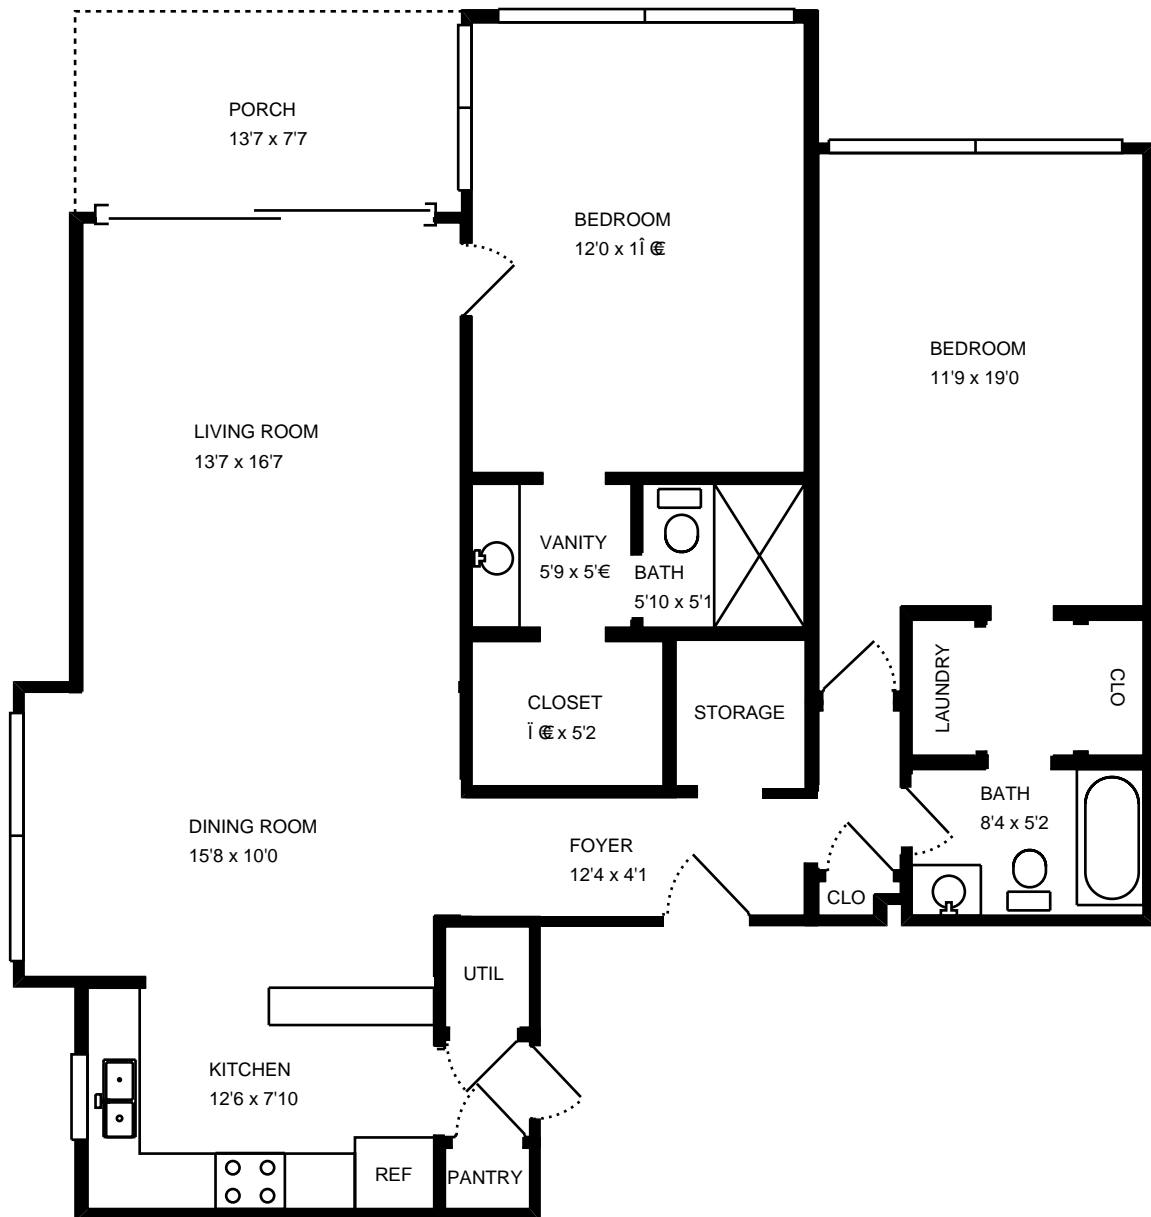 PORCH
13'7 x 7'7
BEDROOM
12'0 x 1Î €
BEDROOM
11'9 x 19'0
LIVING ROOM
13'7 x 16'7
VANITY
5'9 x 5'€
BATH
5'10 x 5'1
LAUNDRY
CLO
CLOSET
x 5'2
STORAGE
BATH
8'4 x 5'2
DINING ROOM
15'8 x 10'0
FOYER
12'4 x 4'1
CLO
UTIL
KITCHEN
12'6 x 7'10
REF
PANTRY